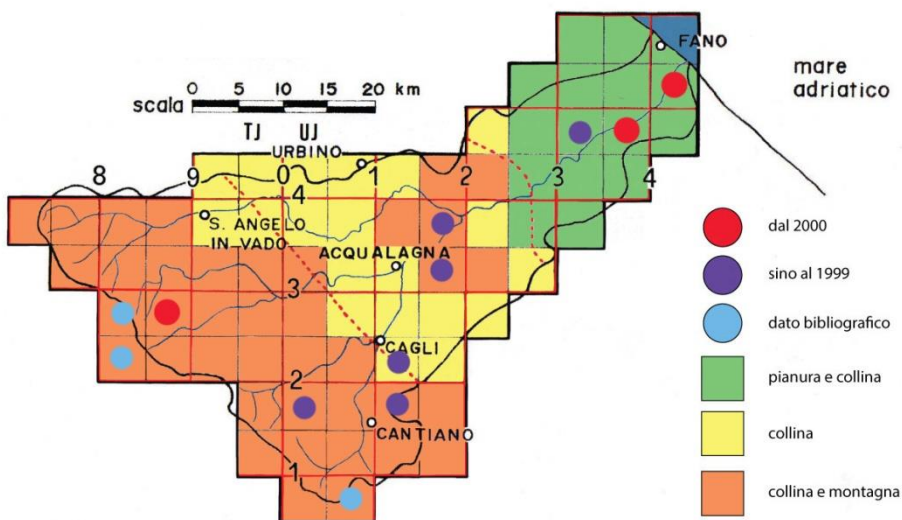 FANO
mare
adriatico
0 5 10 15 20 km
scala
TJ UJ
URBINO
8 9 0 1 2 3 4
4
S. ANGELO
IN VADO
ACQUALAGNA
3
CAGLI
2
CANTIANO
1
dal 2000
sino al 1999
dato bibliografico
pianura e collina
collina
collina e montagna